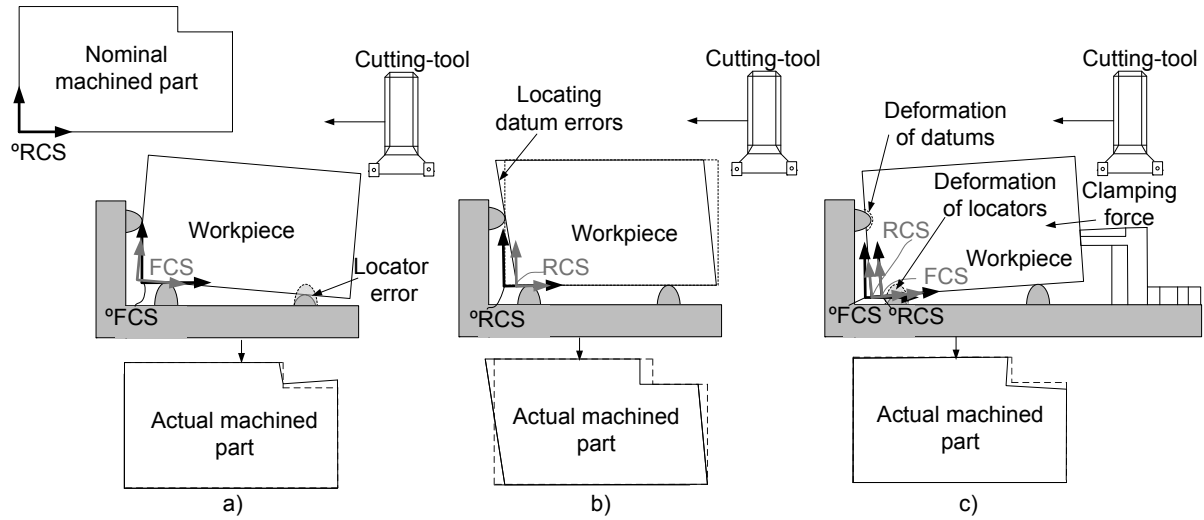 Nominal
machined part
ºRCS
Cutting-tool
Workpiece
FCS
Locator
error
ºFCS
Actual machined
part
a)
Cutting-tool
Locating
datum errors
Workpiece
RCS
ºRCS
Actual machined
part
b)
Cutting-tool
Deformation
of datums
Deformation
of locators
Clamping
force
RCS
Workpiece
FCS
ºFCS ºRCS
Actual machined
part
c)